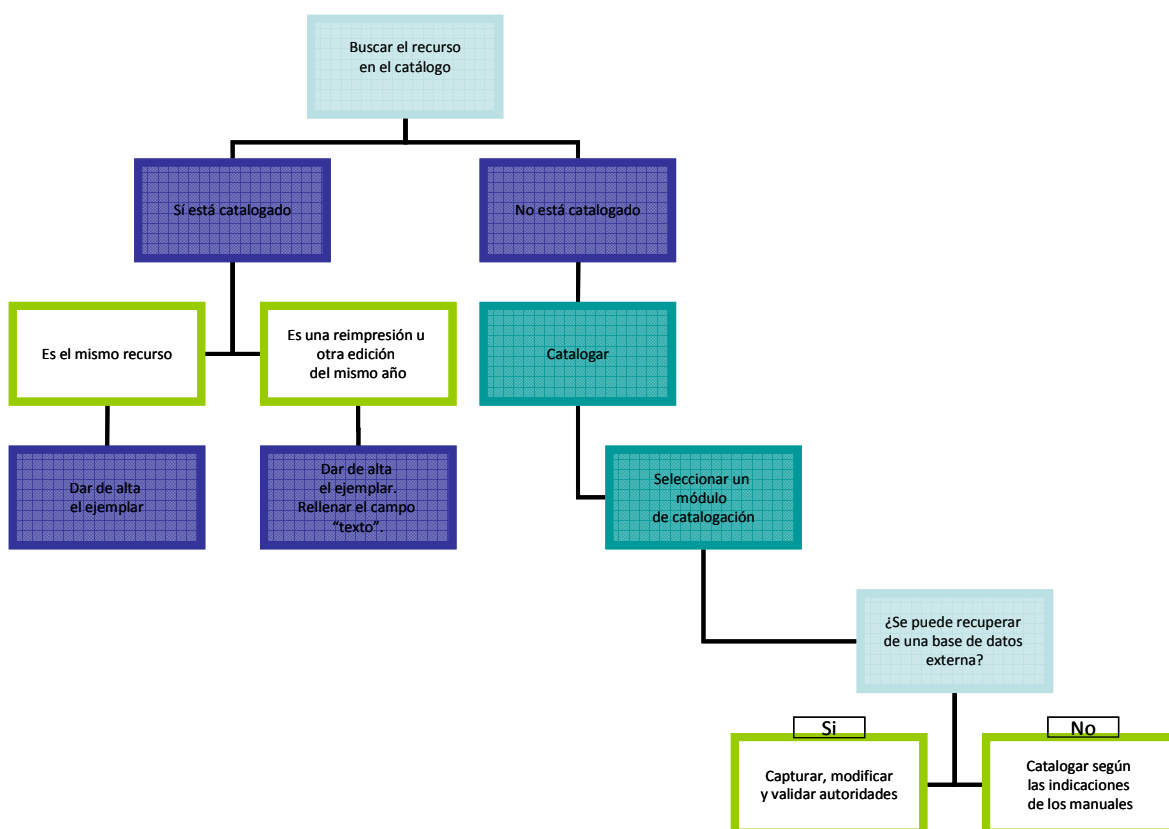 Buscar el recurso
en el catálogo
Sí está catalogado
No está catalogado
Es el mismo recurso
Es una reimpresión u
otra edición
del mismo año
Catalogar
Dar de alta
el ejemplar
Dar de alta
el ejemplar.
Rellenar el campo
“texto”.
Seleccionar un
módulo
de catalogación
¿Se puede recuperar
de una base de datos
externa?
Si
No
Capturar, modificar
y validar autoridades
Catalogar según
las indicaciones
de los manuales